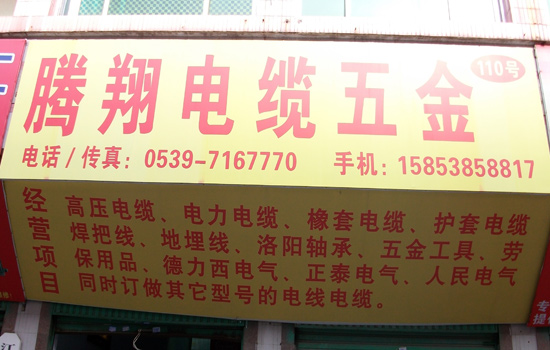 腾翔电缆五金
110号
电话/传真：0539-7167770 手机：15853858817
经营项目
高压电缆、电力电缆、橡套电缆、护套电缆
焊把线、地埋线、洛阳轴承、五金工具、劳
保用品、德力西电气、正泰电气、人民电气
同时订做其它型号的电线电缆。